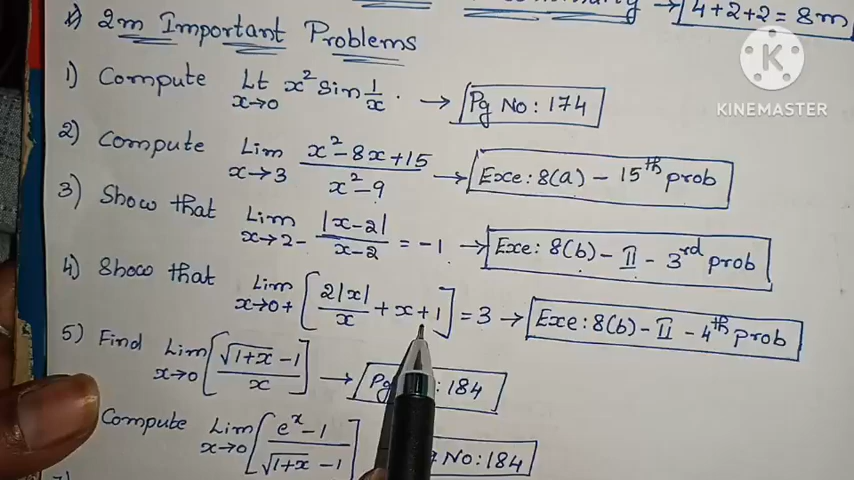 → 4+2+2 = 8m
KINEMASTER
2m Important Problems
1) Compute Lt x→0 x² sin 1/x. → Pg No: 174
2) Compute Lim x→3 (x²-8x+15)/(x²-9) → Exe: 8(a) - 15th prob
3) Show that Lim x→2- |x-2|/(x-2) = -1 → Exe: 8(b) - II - 3rd prob
4) Show that Lim x→0+ [2|x|/x + x+1] = 3 → Exe: 8(b) - II - 4th prob
5) Find Lim x→0 [(√(1+x) -1)/x] → Pg : 184
Compute Lim x→0 [(eˣ-1)/(√(1+x) -1)] No: 184